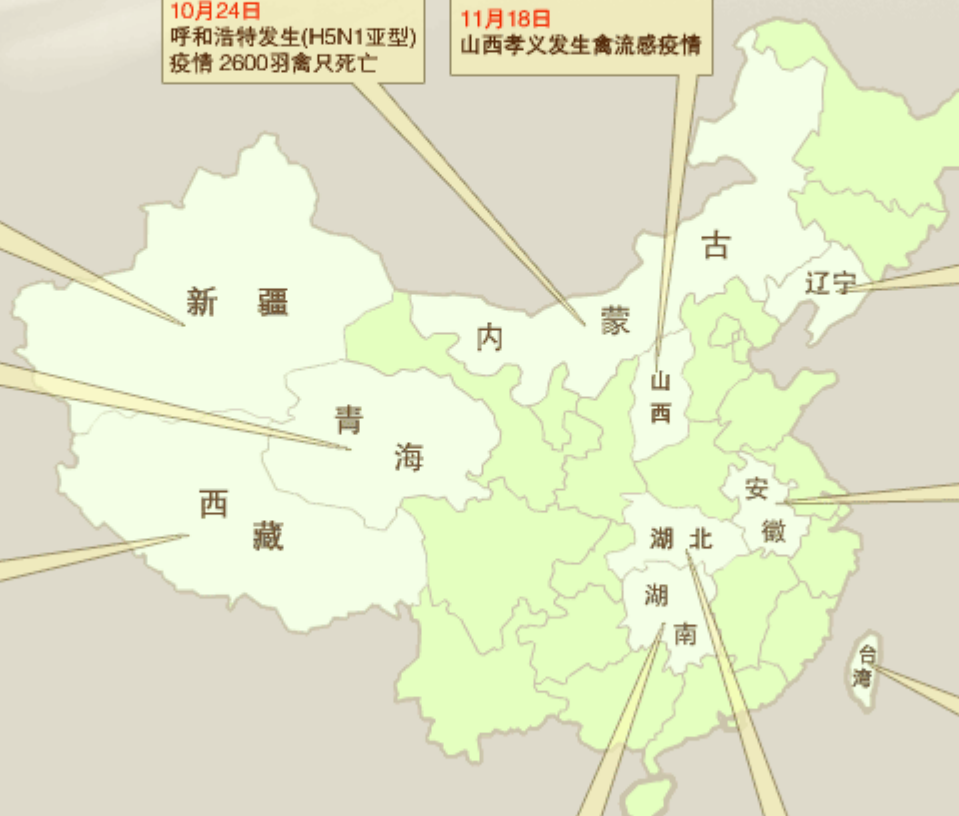 10月24日
呼和浩特发生(H5N1亚型)
疫情 2600羽禽只死亡
11月18日
山西孝义发生禽流感疫情
古
辽宁
新 疆
蒙
内
山
西
青
海
西
藏
安
徽
湖 北
湖
南
台
湾